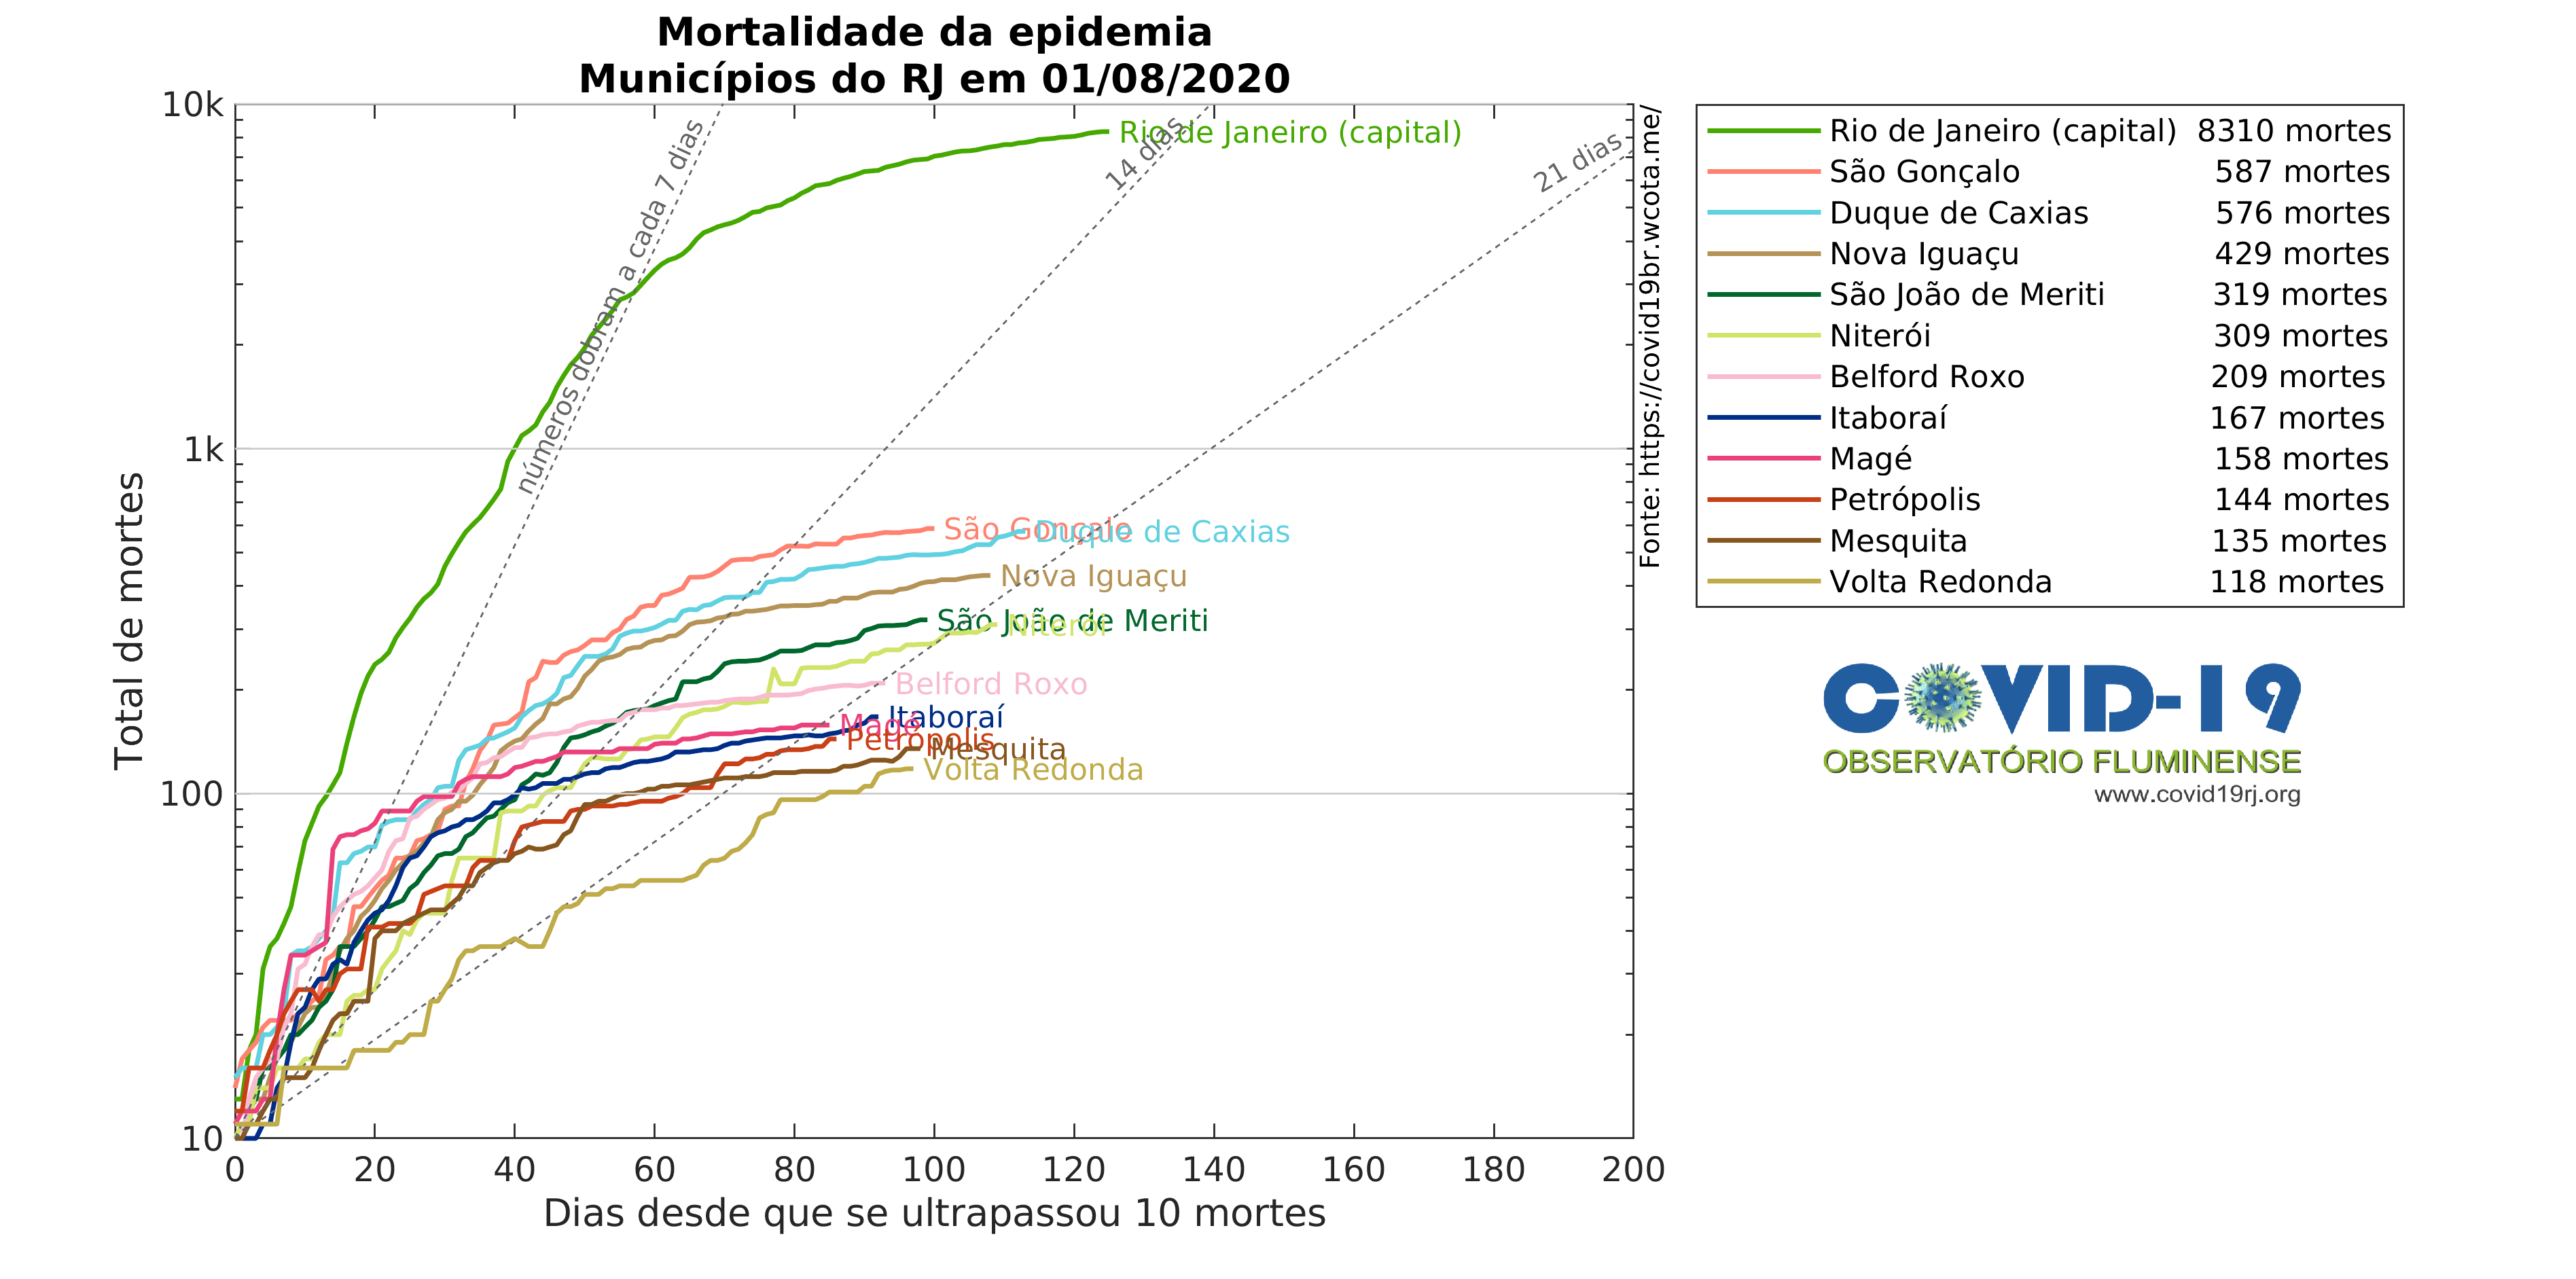 Mortalidade da epidemia
Municípios do RJ em 01/08/2020
Total de mortes
10k
1k
100
10
0 20 40 60 80 100 120 140 160 180 200
Dias desde que se ultrapassou 10 mortes
números dobram a cada 7 dias
14 dias
21 dias
Rio de Janeiro (capital)
São Gonçalo
Duque de Caxias
Nova Iguaçu
São João de Meriti
Niterói
Belford Roxo
Itaboraí
Magé
Petrópolis
Mesquita
Volta Redonda
Fonte: https://covid19br.wcota.me/
Rio de Janeiro (capital) 8310 mortes
São Gonçalo 587 mortes
Duque de Caxias 576 mortes
Nova Iguaçu 429 mortes
São João de Meriti 319 mortes
Niterói 309 mortes
Belford Roxo 209 mortes
Itaboraí 167 mortes
Magé 158 mortes
Petrópolis 144 mortes
Mesquita 135 mortes
Volta Redonda 118 mortes
COVID-19
OBSERVATÓRIO FLUMINENSE
www.covid19rj.org